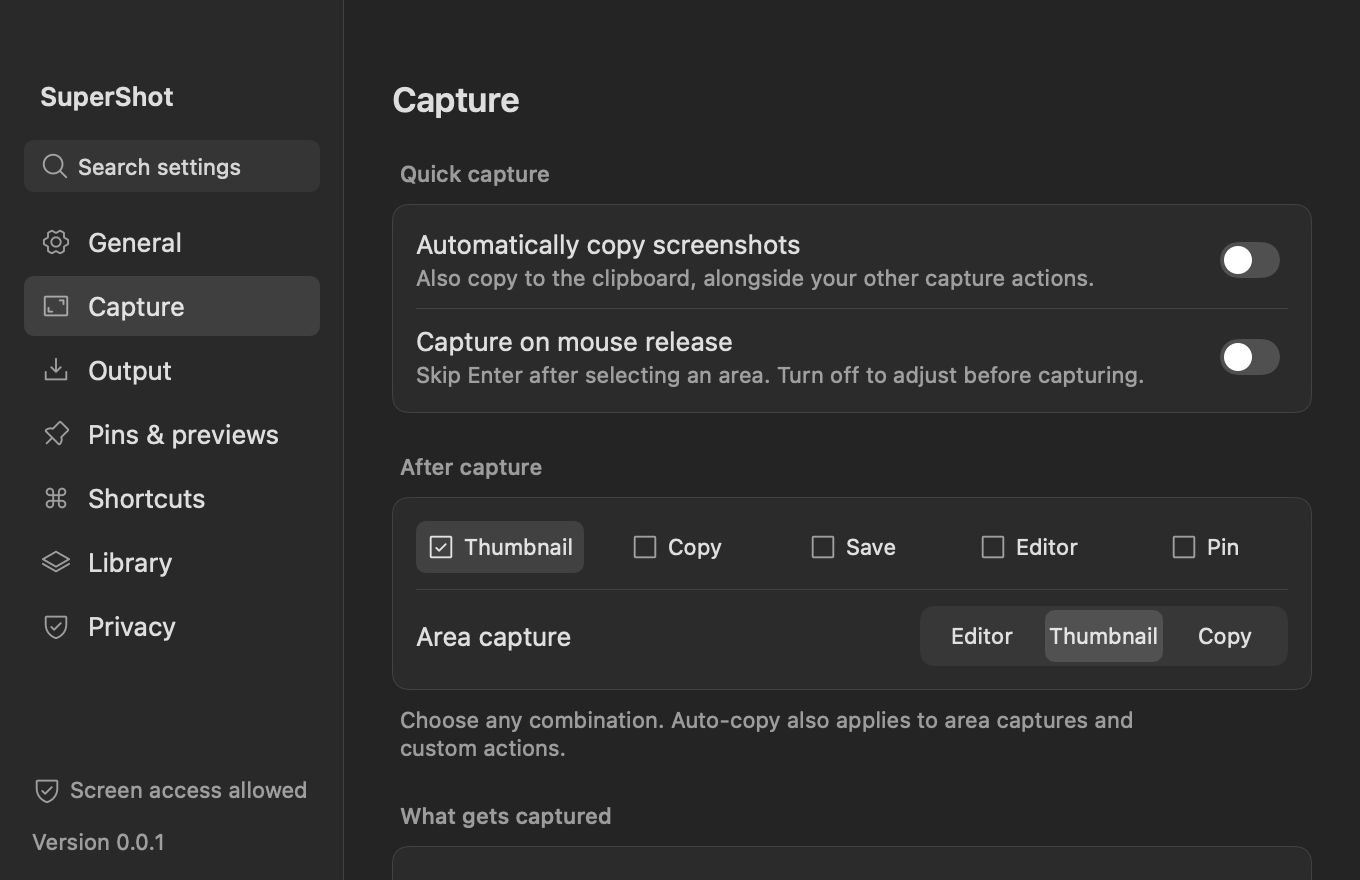 SuperShot
Search settings
General
Capture
Output
Pins & previews
Shortcuts
Library
Privacy
Screen access allowed
Version 0.0.1
Capture
Quick capture
Automatically copy screenshots
Also copy to the clipboard, alongside your other capture actions.
Capture on mouse release
Skip Enter after selecting an area. Turn off to adjust before capturing.
After capture
Thumbnail Copy Save Editor Pin
Area capture Editor Thumbnail Copy
Choose any combination. Auto-copy also applies to area captures and
custom actions.
What gets captured